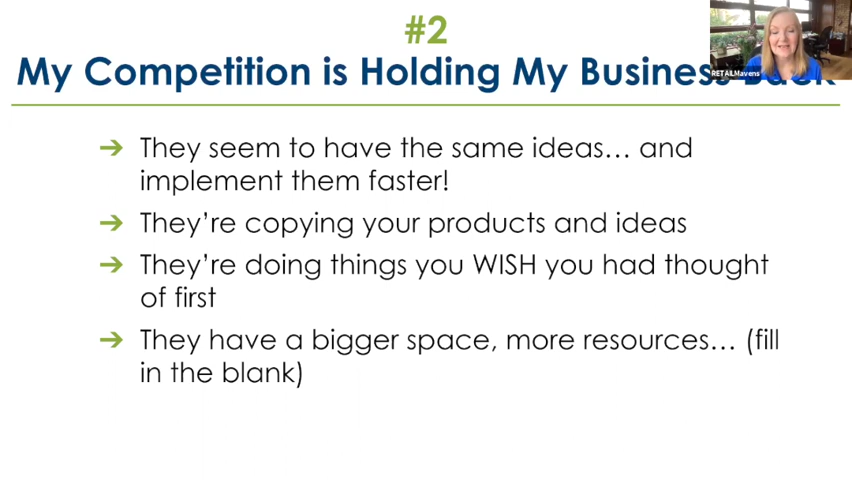 #2
My Competition is Holding My Business Back
RETAILMavens
➔ They seem to have the same ideas... and
implement them faster!
➔ They're copying your products and ideas
➔ They're doing things you WISH you had thought
of first
➔ They have a bigger space, more resources... (fill
in the blank)